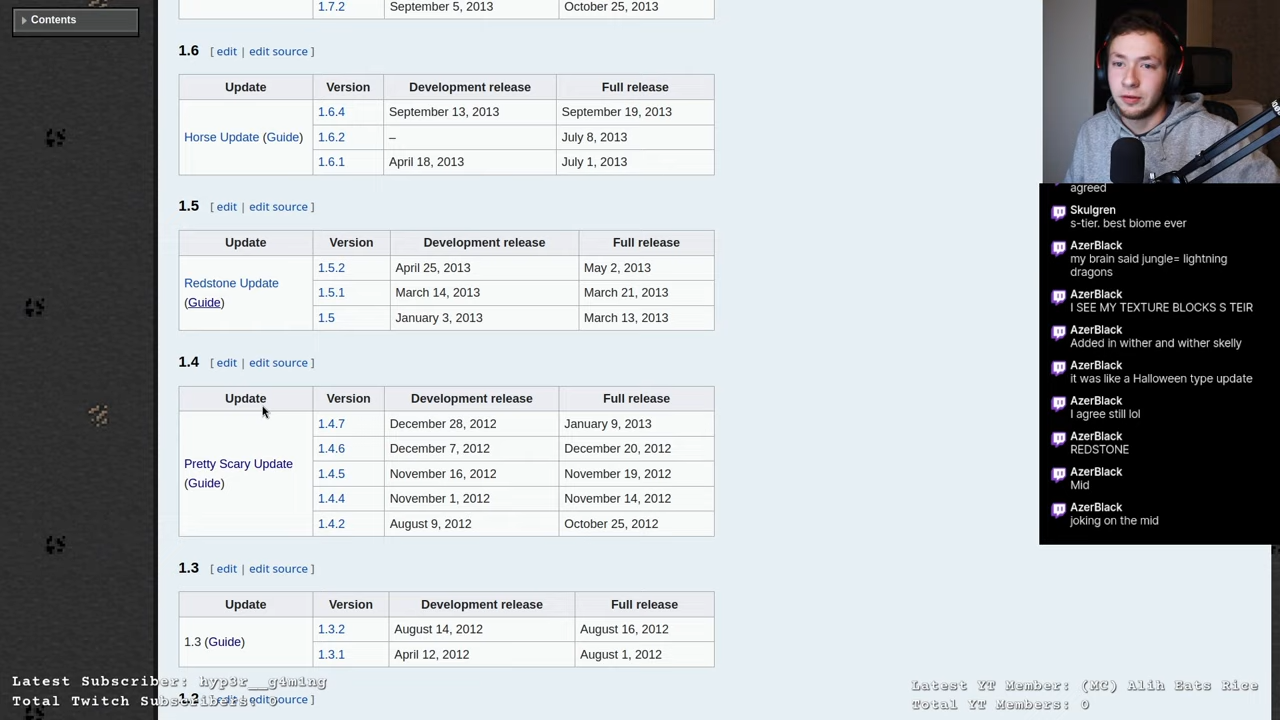 Contents
1.7.2 September 5, 2013 October 25, 2013
1.6 [ edit | edit source ]
Update Version Development release Full release
1.6.4 September 13, 2013 September 19, 2013
Horse Update (Guide) 1.6.2 – July 8, 2013
1.6.1 April 18, 2013 July 1, 2013
1.5 [ edit | edit source ]
Update Version Development release Full release
1.5.2 April 25, 2013 May 2, 2013
Redstone Update
(Guide)
1.5.1 March 14, 2013 March 21, 2013
1.5 January 3, 2013 March 13, 2013
1.4 [ edit | edit source ]
Update Version Development release Full release
1.4.7 December 28, 2012 January 9, 2013
1.4.6 December 7, 2012 December 20, 2012
Pretty Scary Update
(Guide)
1.4.5 November 16, 2012 November 19, 2012
1.4.4 November 1, 2012 November 14, 2012
1.4.2 August 9, 2012 October 25, 2012
1.3 [ edit | edit source ]
Update Version Development release Full release
1.3 (Guide)
1.3.2 August 14, 2012 August 16, 2012
1.3.1 April 12, 2012 August 1, 2012
1.2 [ edit | edit source ]
agreed
Skulgren
s-tier. best biome ever
AzerBlack
my brain said jungle= lightning
dragons
AzerBlack
I SEE MY TEXTURE BLOCKS S TEIR
AzerBlack
Added in wither and wither skelly
AzerBlack
it was like a Halloween type update
AzerBlack
I agree still lol
AzerBlack
REDSTONE
AzerBlack
Mid
AzerBlack
joking on the mid
Latest Subscriber: hyp3r__g4m1ng
Total Twitch Subscribers: 0
Latest YT Member: (MC) Alih Eats Rice
Total YT Members: 0